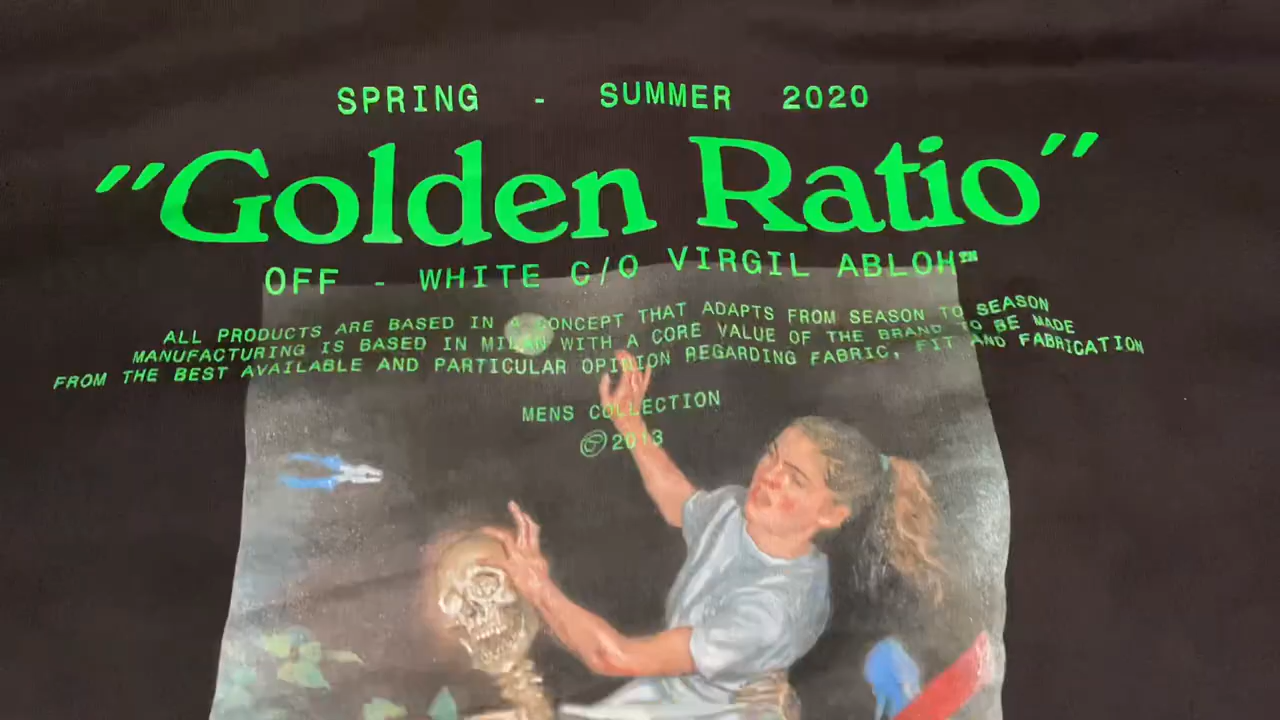 SPRING - SUMMER 2020
"Golden Ratio"
OFF - WHITE C/O VIRGIL ABLOH™
ALL PRODUCTS ARE BASED IN A CONCEPT THAT ADAPTS FROM SEASON TO SEASON
MANUFACTURING IS BASED IN MILAN WITH A CORE VALUE OF THE BRAND TO BE MADE
FROM THE BEST AVAILABLE AND PARTICULAR OPINION REGARDING FABRIC, FIT AND FABRICATION
MENS COLLECTION
©2013